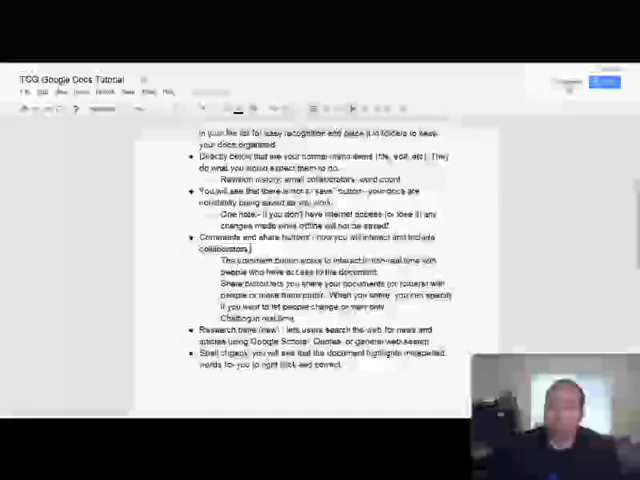 TCG Google Docs Tutorial
in your file list for easy recognition and place it in folders to keep
your docs organized.
Directly below that are your normal menu items (file, edit, etc). They
do what you would expect them to do.
Revision history, email collaborators, word count
You will see that there is not a "save" button - your docs are
constantly being saved as you work.
One note - if you don't have internet access (or lose it) any
changes made while offline will not be saved!
Comments and share buttons - how you will interact and include
collaborators.
The comment button works to interact in non-real time with
people who have access to the document.
Share button lets you share your documents (or folders) with
people or make them public. When you share, you can specify
if you want to let people change or view only.
Chatting in real time
Research pane (new) - lets users search the web for news and
articles using Google Scholar, Quotes, or general web search
Spell check, you will see that the document highlights misspelled
words for you to right click and correct.